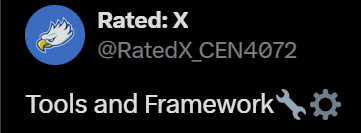 Rated: X
@RatedX_CEN4072
Tools and Framework🔧⚙️